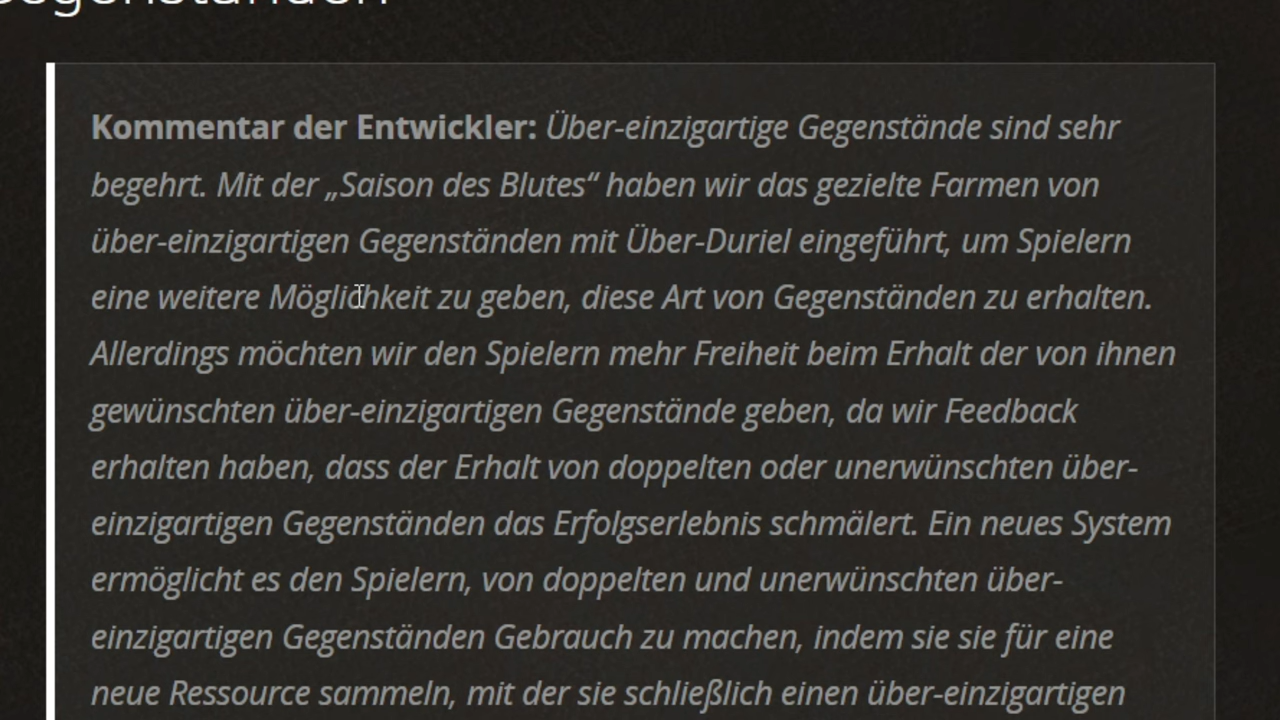 Kommentar der Entwickler: Über-einzigartige Gegenstände sind sehr
begehrt. Mit der „Saison des Blutes“ haben wir das gezielte Farmen von
über-einzigartigen Gegenständen mit Über-Duriel eingeführt, um Spielern
eine weitere Möglichkeit zu geben, diese Art von Gegenständen zu erhalten.
Allerdings möchten wir den Spielern mehr Freiheit beim Erhalt der von ihnen
gewünschten über-einzigartigen Gegenstände geben, da wir Feedback
erhalten haben, dass der Erhalt von doppelten oder unerwünschten über-
einzigartigen Gegenständen das Erfolgserlebnis schmälert. Ein neues System
ermöglicht es den Spielern, von doppelten und unerwünschten über-
einzigartigen Gegenständen Gebrauch zu machen, indem sie sie für eine
neue Ressource sammeln, mit der sie schließlich einen über-einzigartigen